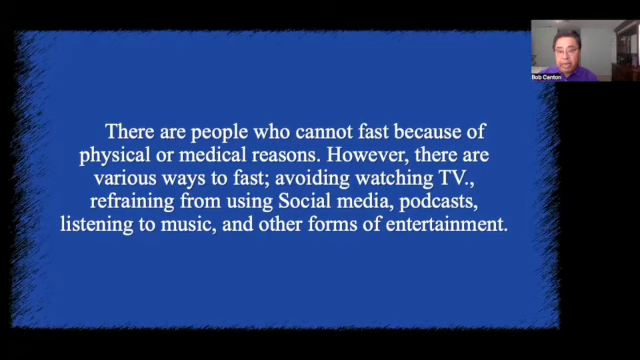 There are people who cannot fast because of
physical or medical reasons. However, there are
various ways to fast; avoiding watching TV.,
refraining from using Social media, podcasts,
listening to music, and other forms of entertainment.
Bob Canton